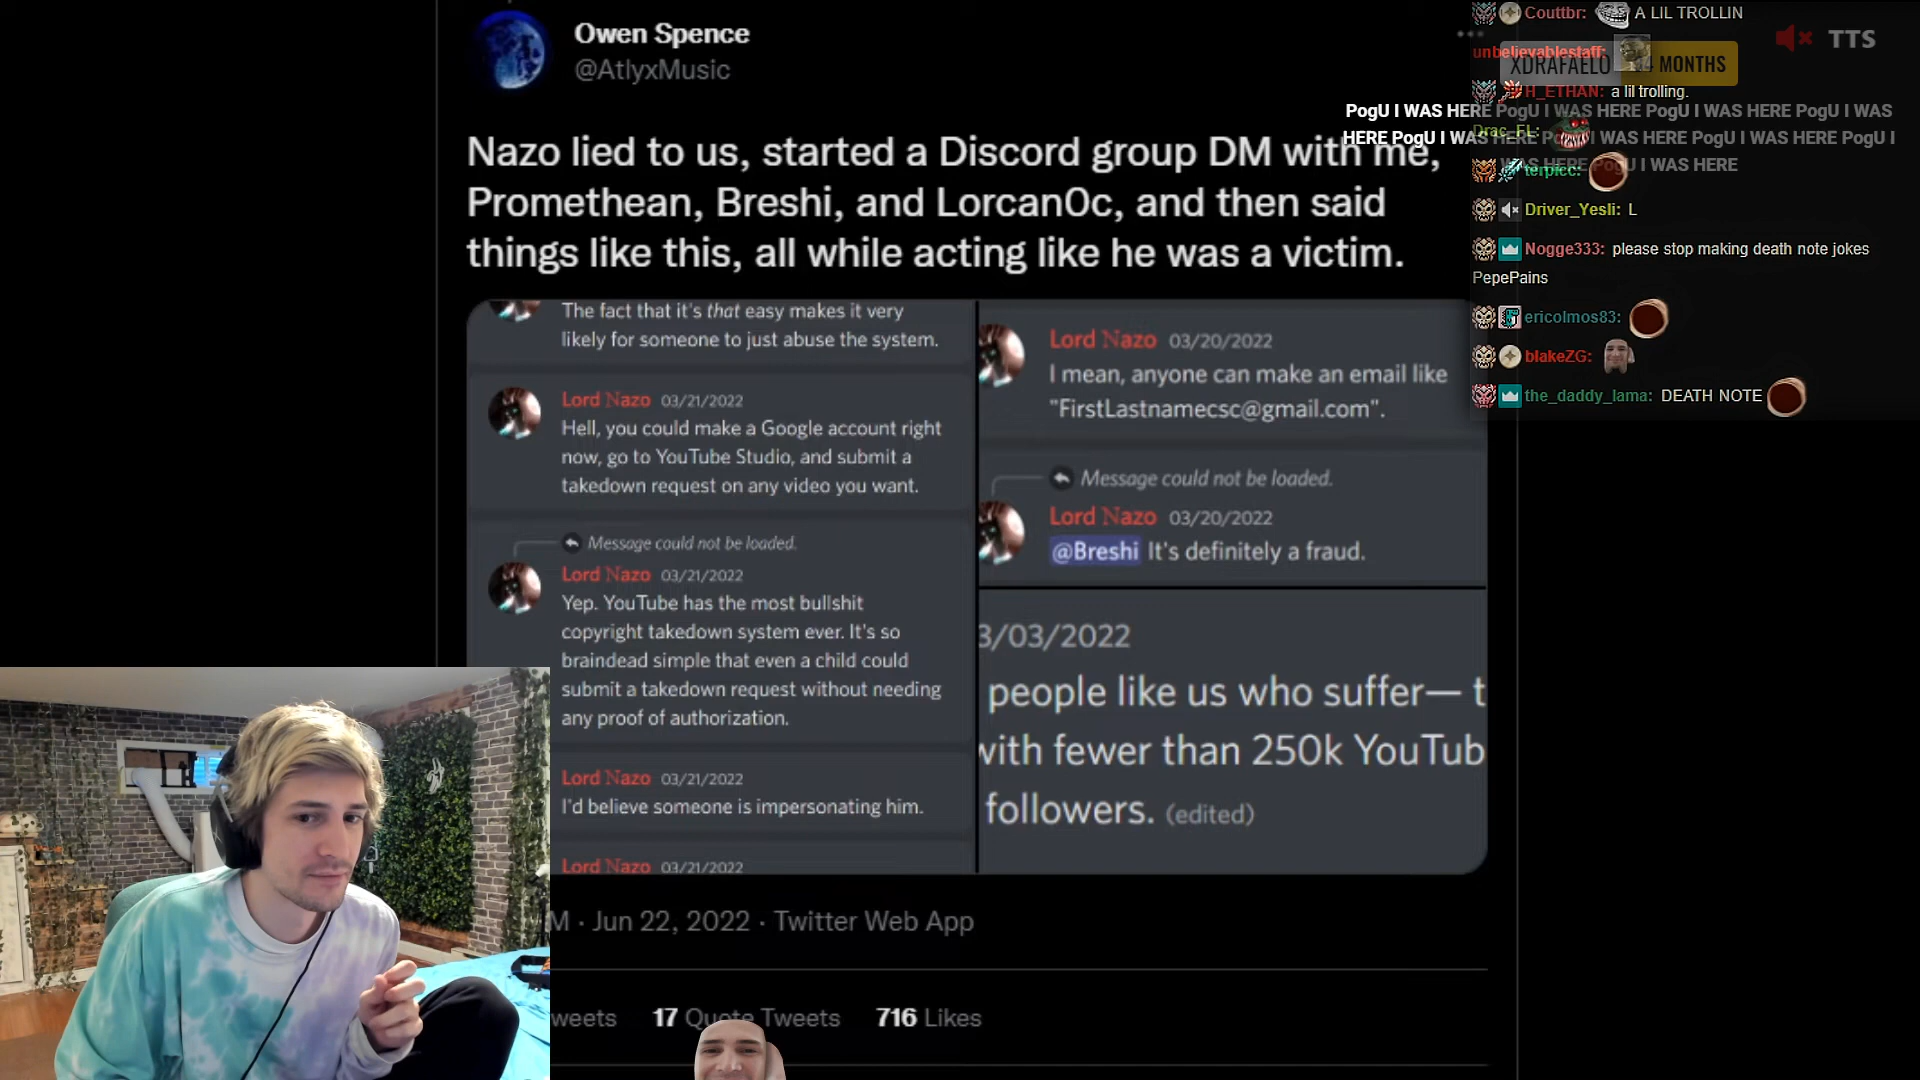 Owen Spence
@AtlyxMusic
Nazo lied to us, started a Discord group DM with me,
Promethean, Breshi, and LorcanOc, and then said
things like this, all while acting like he was a victim.
The fact that it's that easy makes it very
likely for someone to just abuse the system.
Lord Nazo 03/21/2022
Hell, you could make a Google account right
now, go to YouTube Studio, and submit a
takedown request on any video you want.
Message could not be loaded.
Lord Nazo 03/21/2022
Yep. YouTube has the most bullshit
copyright takedown system ever. It's so
braindead simple that even a child could
submit a takedown request without needing
any proof of authorization.
Lord Nazo 03/21/2022
I'd believe someone is impersonating him.
Lord Nazo 03/21/2022
Lord Nazo 03/20/2022
I mean, anyone can make an email like
"FirstLastnamecsc@gmail.com".
Message could not be loaded.
Lord Nazo 03/20/2022
@Breshi It's definitely a fraud.
3/03/2022
people like us who suffer— t
with fewer than 250k YouTub
followers. (edited)
M · Jun 22, 2022 · Twitter Web App
weets 17 Quote Tweets 716 Likes
Couttbr: A LIL TROLLIN
TTS
unbelievablestaff:
XDRAFAELO MONTHS
H_ETHAN: a lil trolling.
PogU I WAS HERE PogU I WAS HERE PogU I WAS HERE PogU I WAS
HERE PogU I WAS HERE PogU I WAS HERE PogU I WAS HERE PogU I
WAS HERE PogU I WAS HERE
Drac_FL:
terpicc:
Driver_Yesli: L
Nogge333: please stop making death note jokes
PepePains
ericolmos83:
blakeZG:
the_daddy_lama: DEATH NOTE